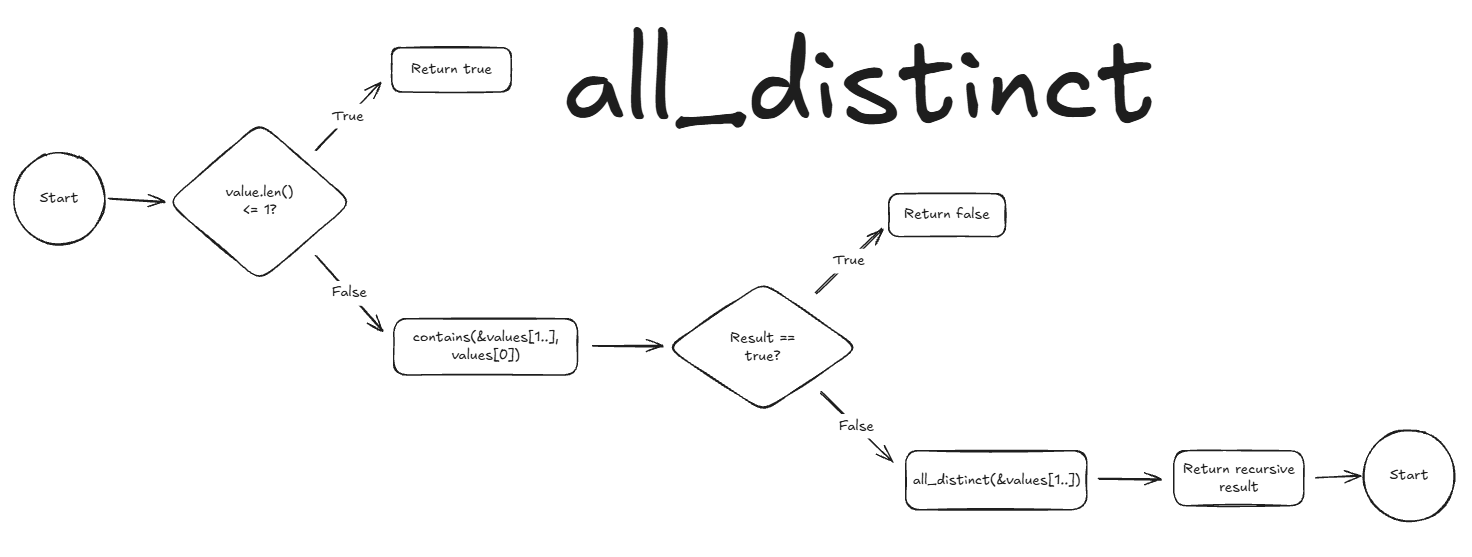 all_distinct
Return true
True
Start
value.len()
<= 1?
False
contains(&values[1..],
values[0])
Result ==
true?
True
Return false
False
all_distinct(&values[1..])
Return recursive
result
Start